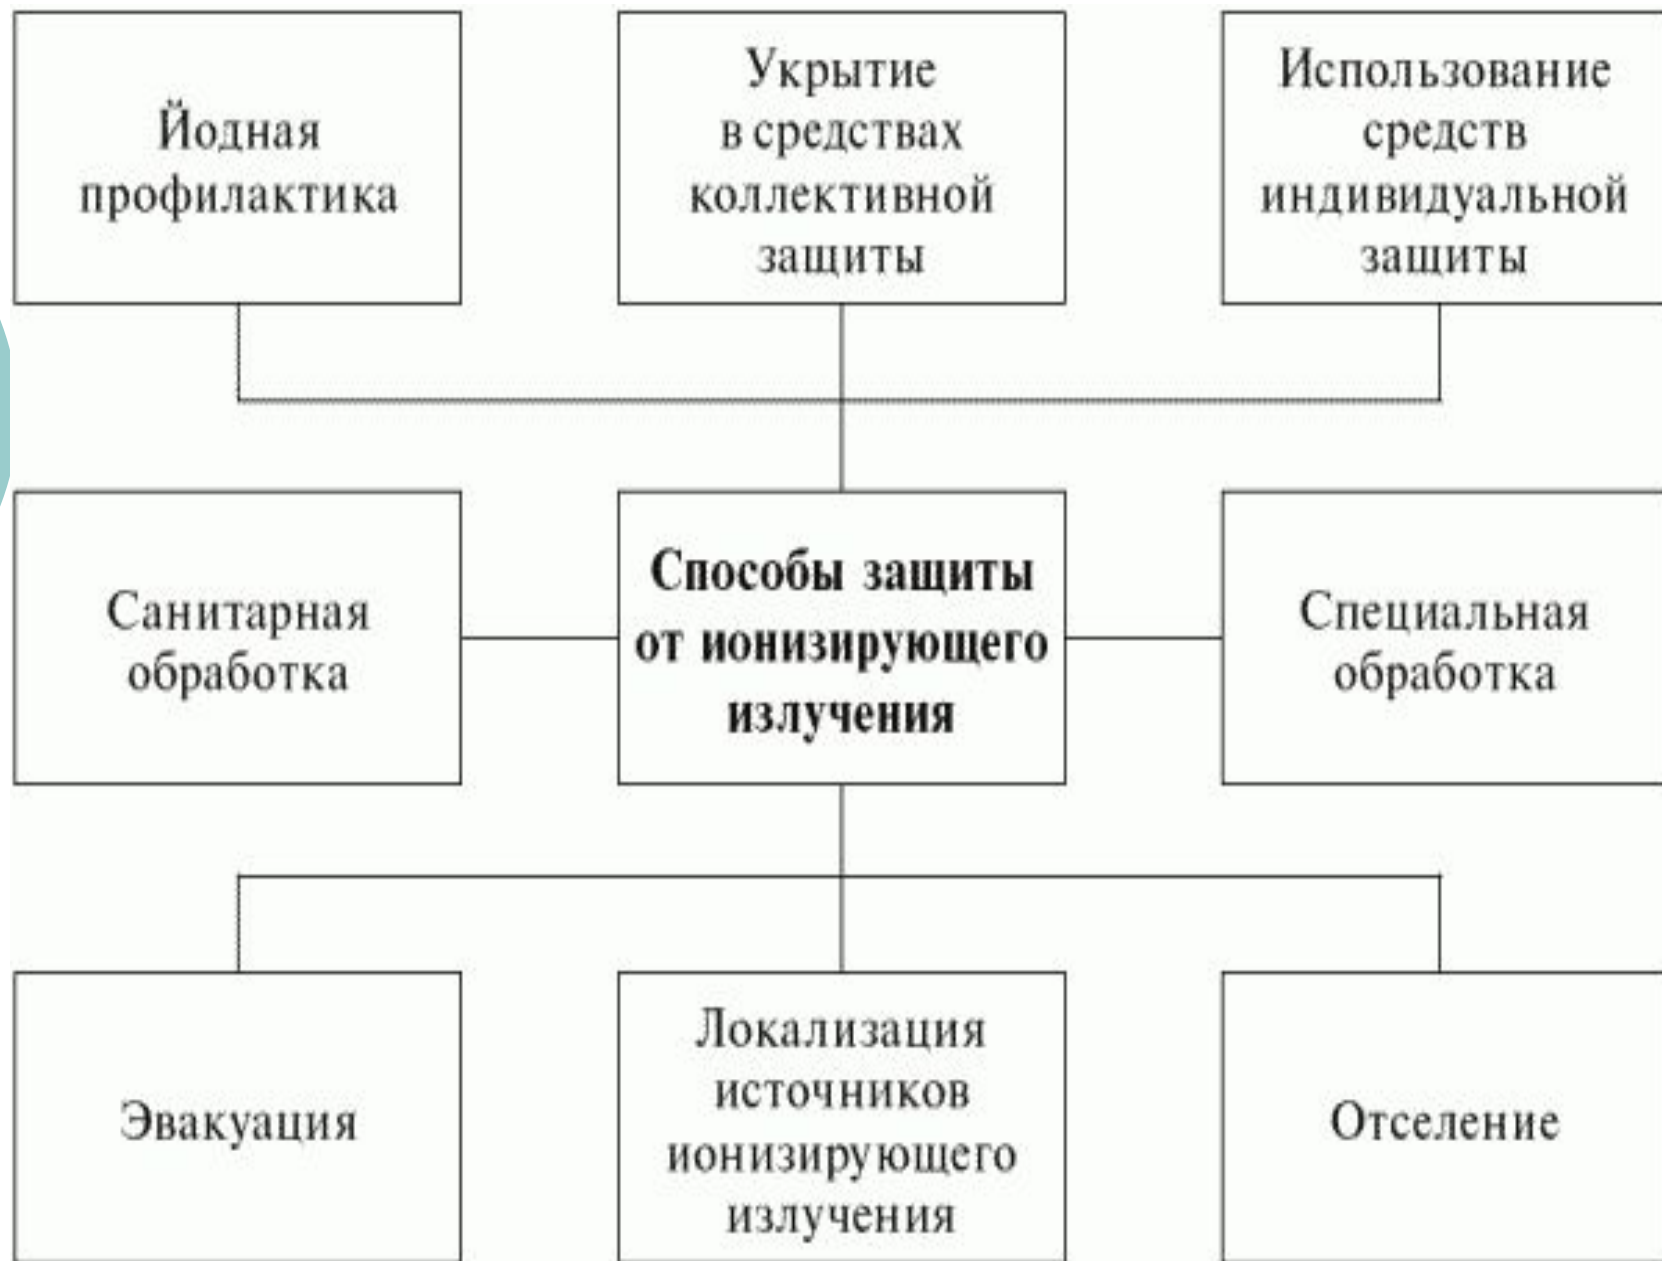 Йодная
профилактика
Укрытие
в средствах
коллективной
защиты
Использование
средств
индивидуальной
защиты
Санитарная
обработка
Способы защиты
от ионизирующего
излучения
Специальная
обработка
Эвакуация
Локализация
источников
ионизирующего
излучения
Отселение